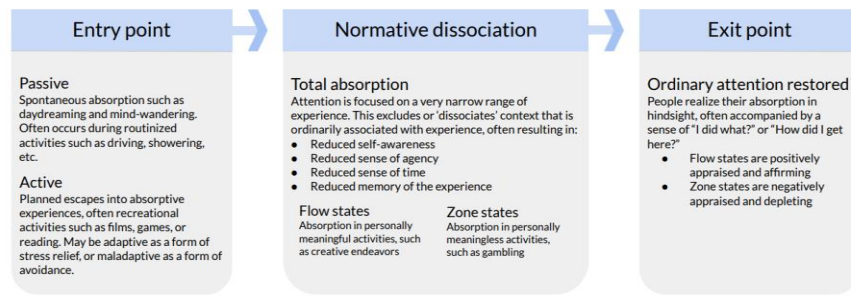 Entry point
Passive
Spontaneous absorption such as
daydreaming and mind-wandering.
Often occurs during routinized
activities such as driving, showering,
etc.
Active
Planned escapes into absorptive
experiences, often recreational
activities such as films, games, or
reading. May be adaptive as a form of
stress relief, or maladaptive as a form of
avoidance.
Normative dissociation
Total absorption
Attention is focused on a very narrow range of
experience. This excludes or 'dissociates' context that is
ordinarily associated with experience, often resulting in:
● Reduced self-awareness
● Reduced sense of agency
● Reduced sense of time
● Reduced memory of the experience
Flow states
Absorption in personally
meaningful activities, such
as creative endeavors
Zone states
Absorption in personally
meaningless activities,
such as gambling
Exit point
Ordinary attention restored
People realize their absorption in
hindsight, often accompanied by a
sense of "I did what?" or "How did I get
here?"
● Flow states are positively
appraised and affirming
● Zone states are negatively
appraised and depleting